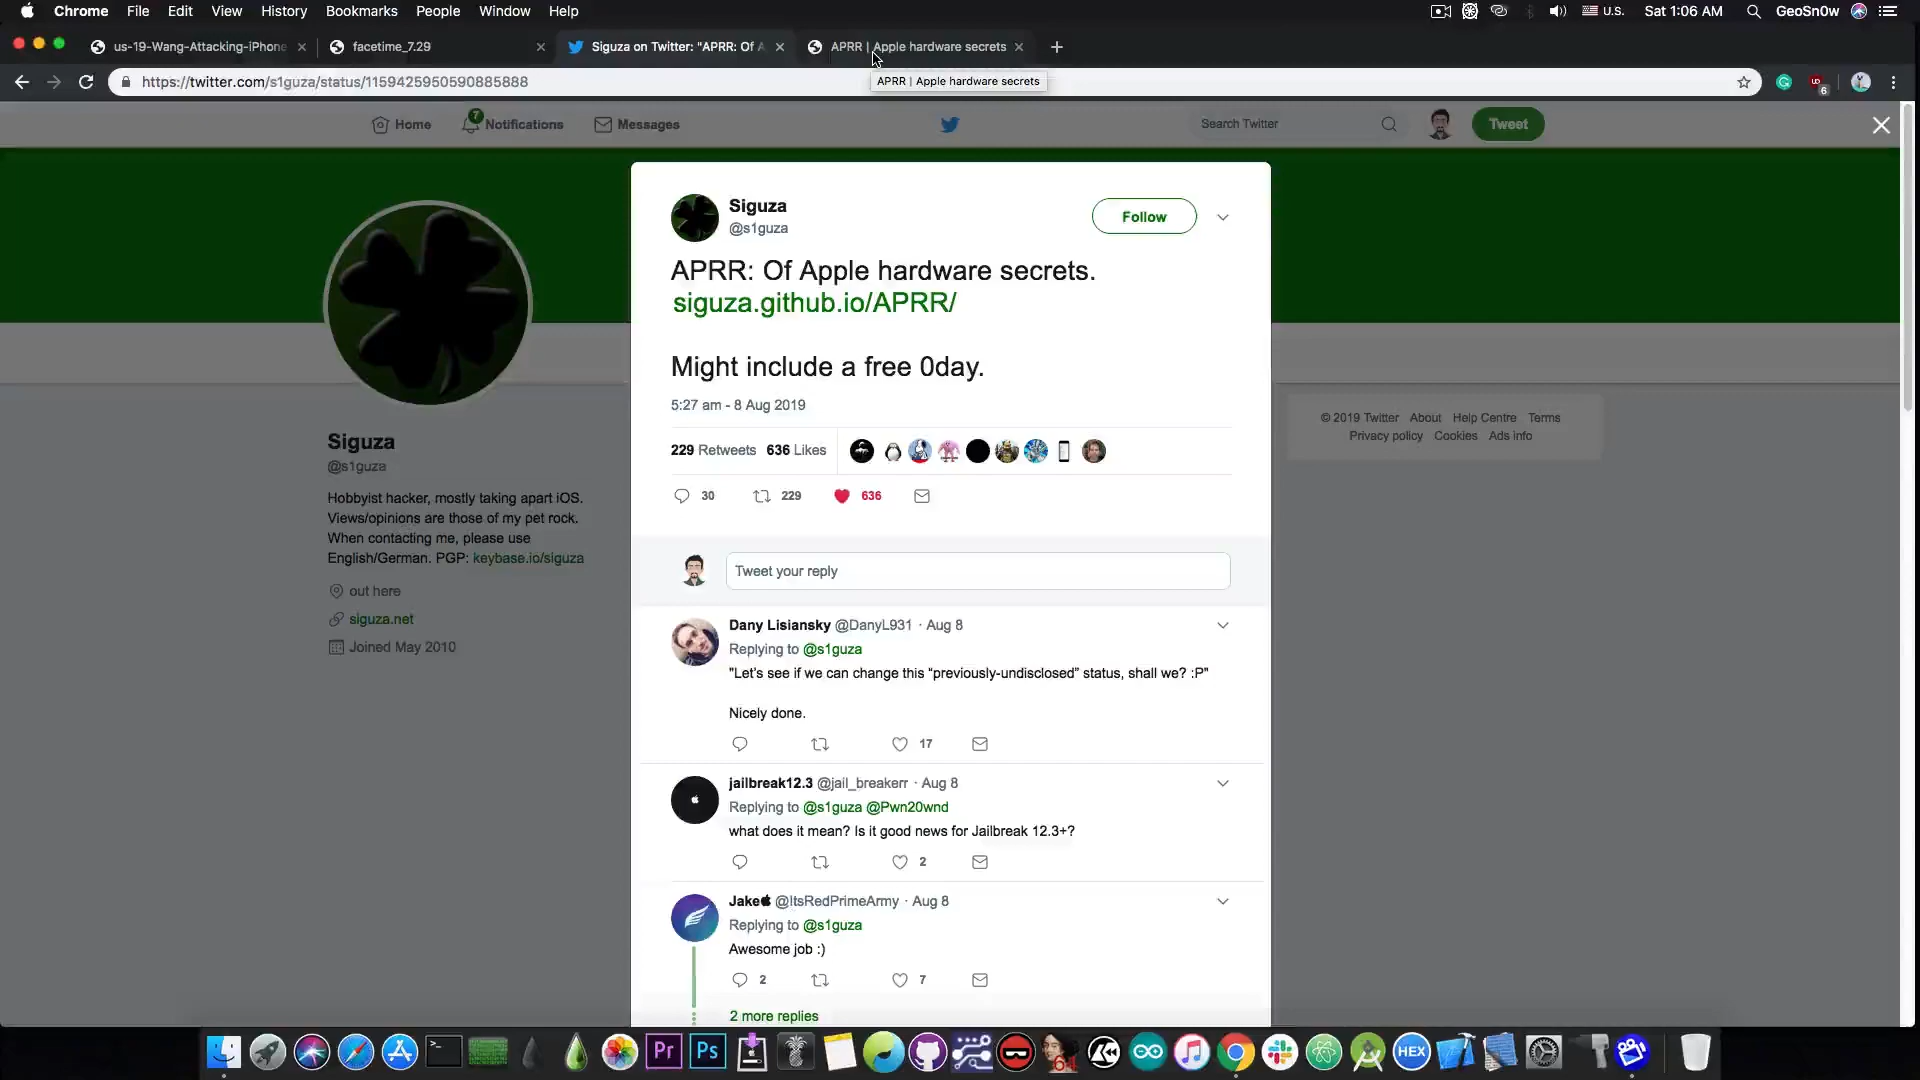 Chrome File Edit View History Bookmarks People Window Help
U.S. Sat 1:06 AM GeoSn0w
us-19-Wang-Attacking-iPhone
facetime_7.29
Siguza on Twitter: "APRR: Of A
APRR | Apple hardware secrets
https://twitter.com/s1guza/status/1159425950590885888
APRR | Apple hardware secrets
6
Home
7
Notifications
Messages
Search Twitter
Tweet
Siguza
@s1guza
Follow
APRR: Of Apple hardware secrets.
siguza.github.io/APRR/
Might include a free 0day.
5:27 am - 8 Aug 2019
229 Retweets 636 Likes
30 229 636
Tweet your reply
Dany Lisiansky @DanyL931 · Aug 8
Replying to @s1guza
"Let's see if we can change this “previously-undisclosed” status, shall we? :P"
Nicely done.
17
jailbreak12.3 @jail_breakerr · Aug 8
Replying to @s1guza @Pwn20wnd
what does it mean? Is it good news for Jailbreak 12.3+?
2
Jake @ItsRedPrimeArmy · Aug 8
Replying to @s1guza
Awesome job :)
2 7
2 more replies
Siguza
@s1guza
Hobbyist hacker, mostly taking apart iOS.
Views/opinions are those of my pet rock.
When contacting me, please use
English/German. PGP: keybase.io/siguza
out here
siguza.net
Joined May 2010
© 2019 Twitter About Help Centre Terms
Privacy policy Cookies Ads info
Pr
Ps
64
HEX